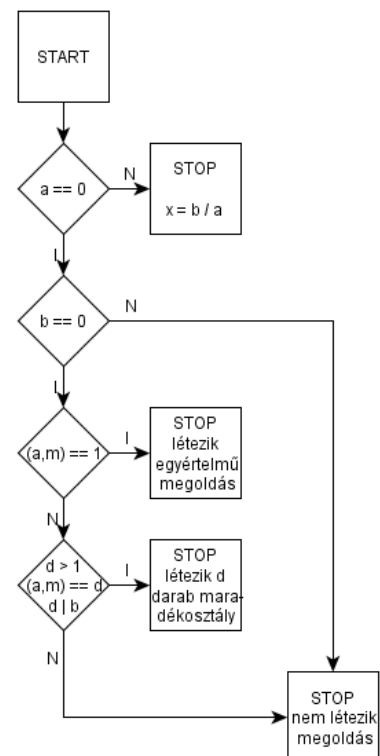 START
a == 0
N
STOP
x = b / a
I
b == 0
N
I
(a,m) == 1
I
STOP
létezik
egyértelmű
megoldás
N
d > 1
(a,m) == d
d | b
I
STOP
létezik d
darab mara-
dékosztály
N
STOP
nem létezik
megoldás